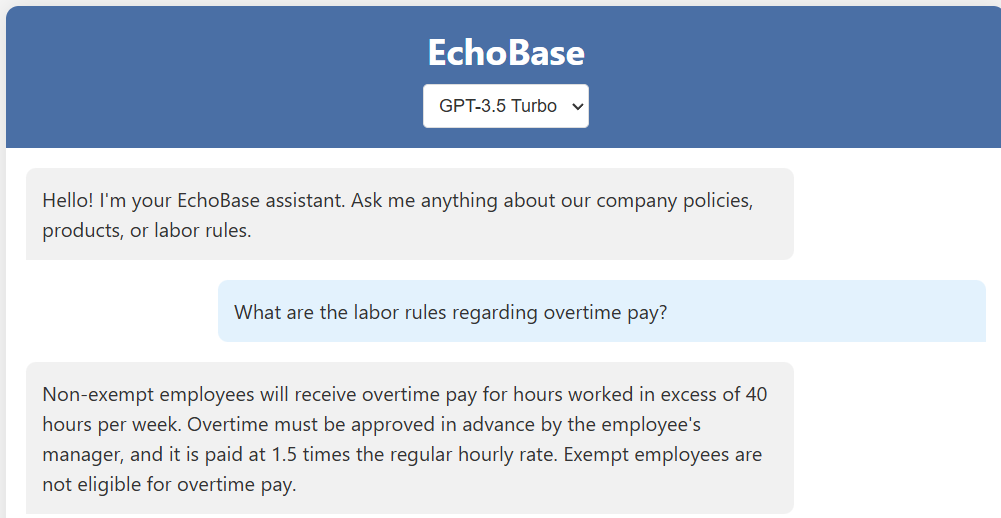 EchoBase
GPT-3.5 Turbo
Hello! I'm your EchoBase assistant. Ask me anything about our company policies,
products, or labor rules.
What are the labor rules regarding overtime pay?
Non-exempt employees will receive overtime pay for hours worked in excess of 40
hours per week. Overtime must be approved in advance by the employee's
manager, and it is paid at 1.5 times the regular hourly rate. Exempt employees are
not eligible for overtime pay.